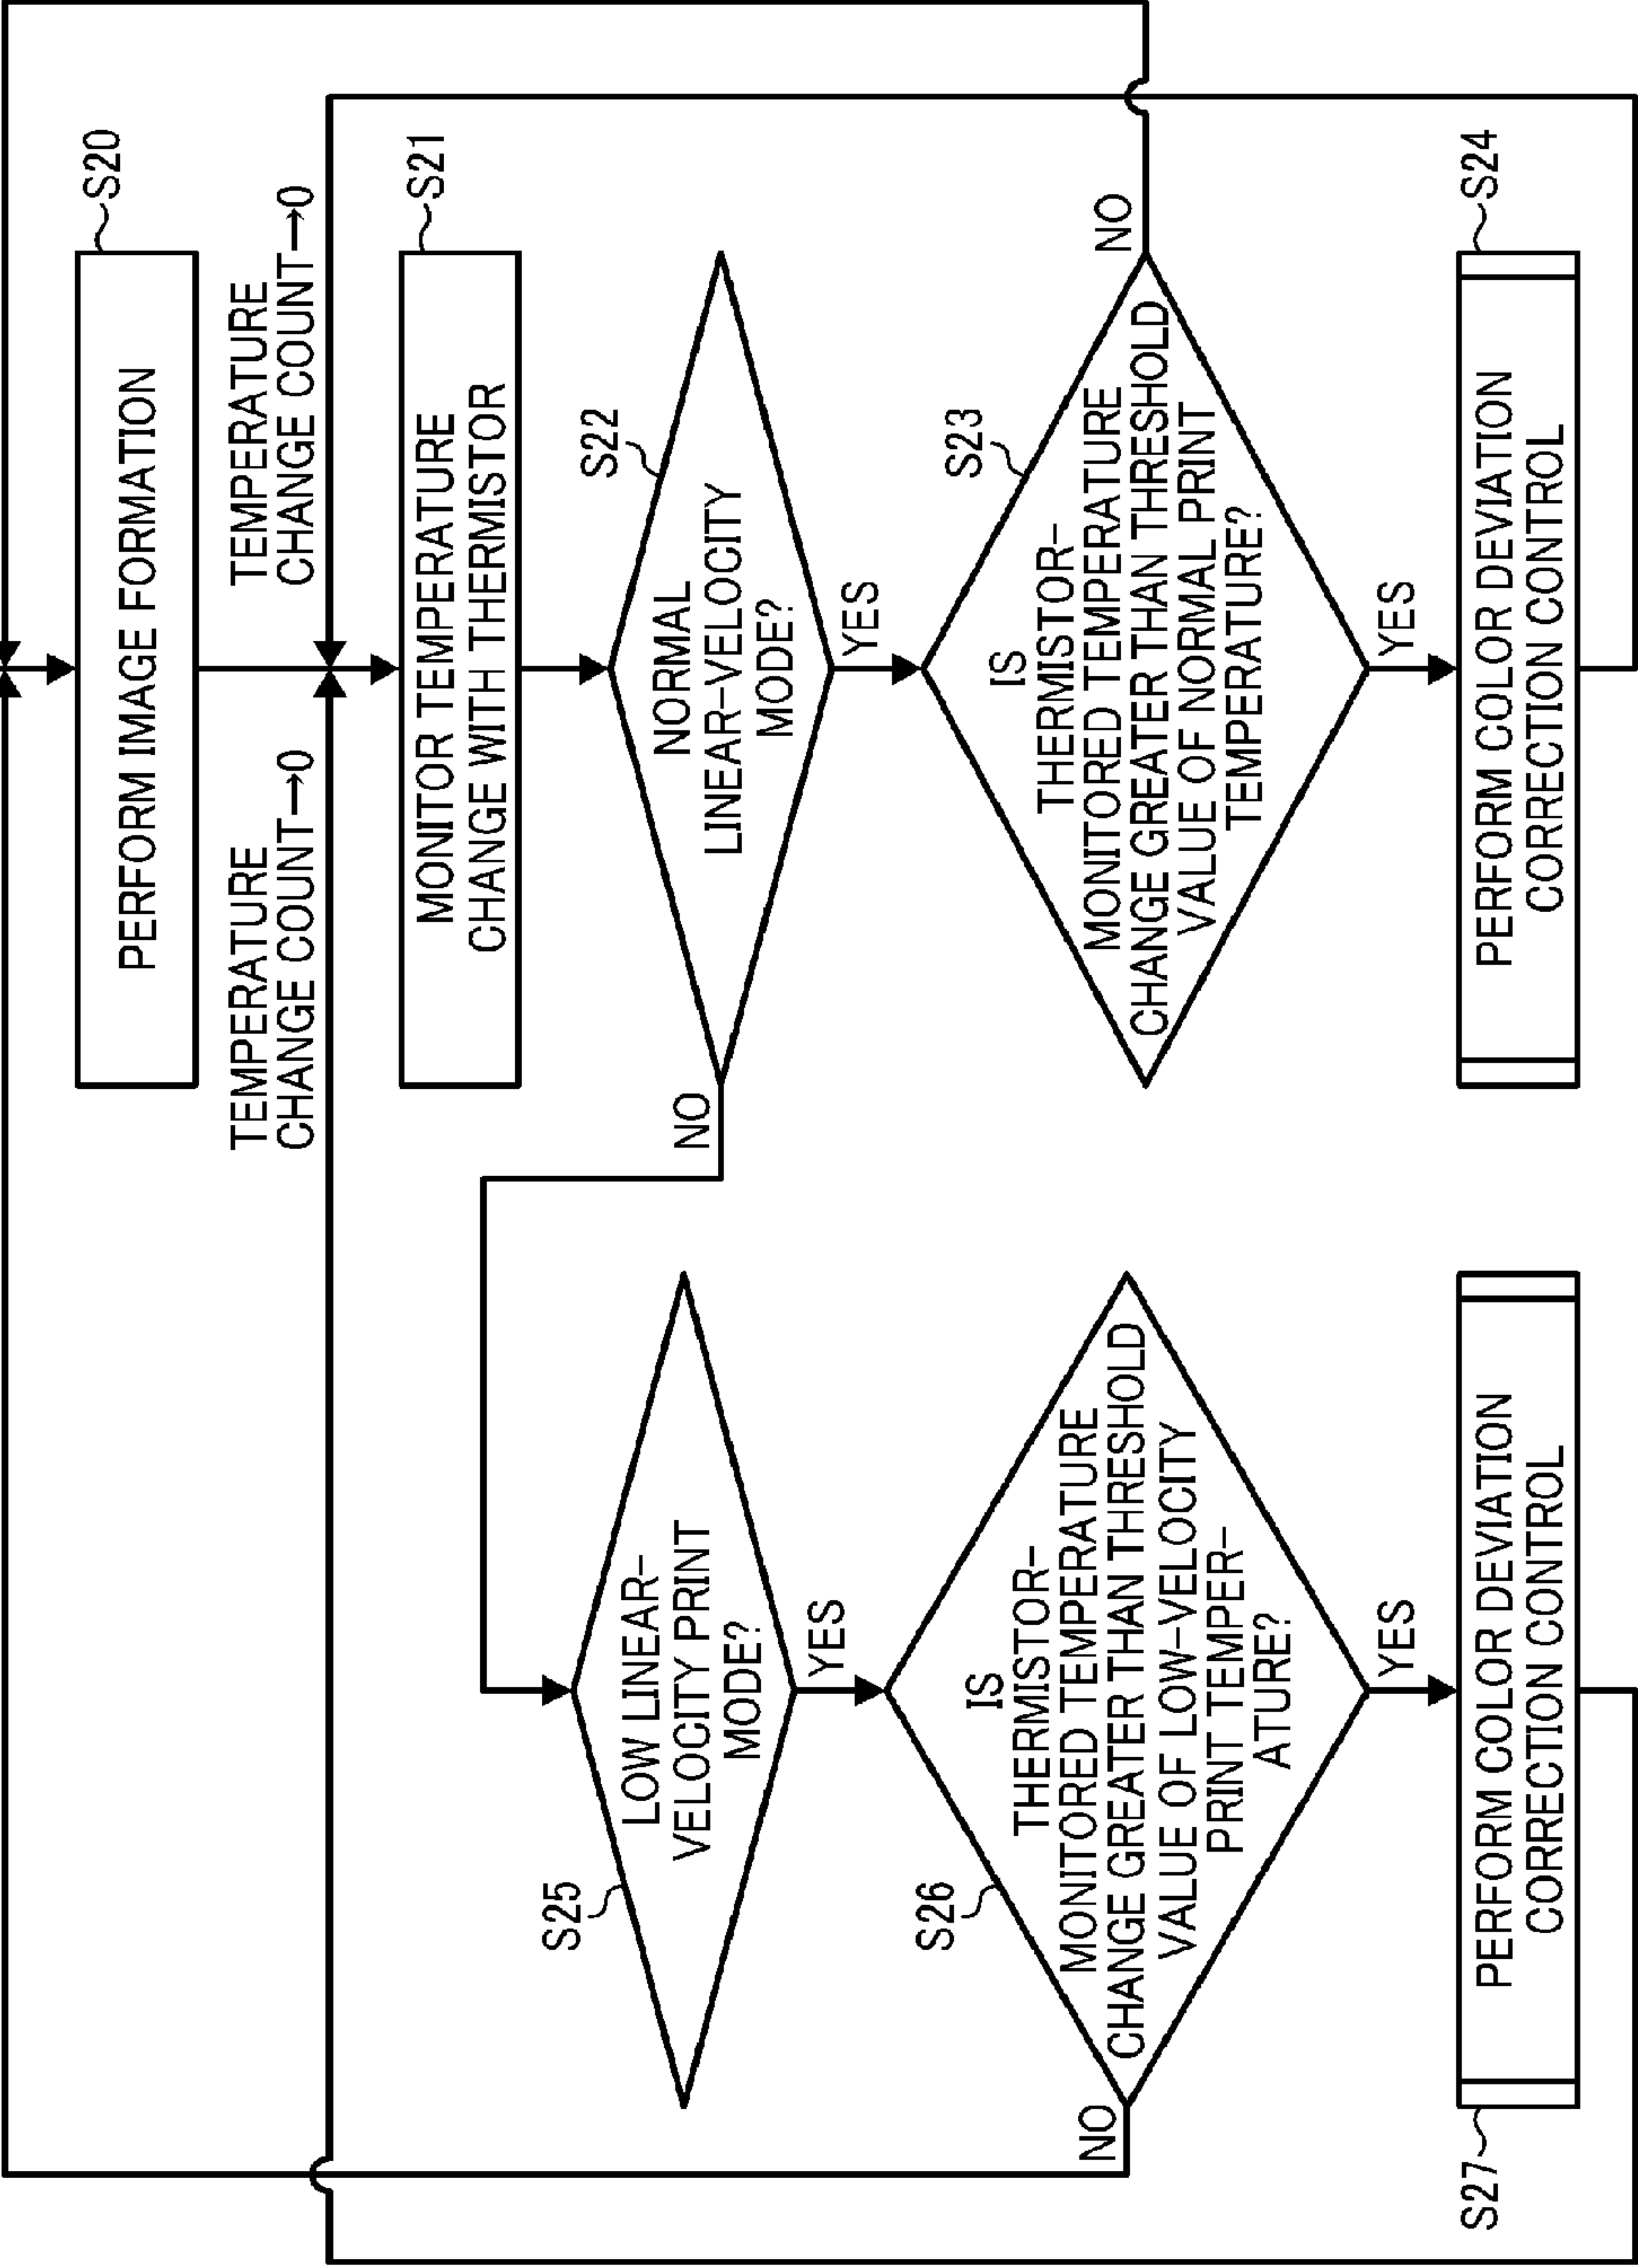 S20
PERFORM IMAGE FORMATION
TEMPERATURE
CHANGE COUNT→0
TEMPERATURE
CHANGE COUNT→0
S21
MONITOR TEMPERATURE
CHANGE WITH THERMISTOR
S22
NORMAL
LINEAR-VELOCITY
MODE?
NO
YES
S23
IS
THERMISTOR-
MONITORED TEMPERATURE
CHANGE GREATER THAN THRESHOLD
VALUE OF NORMAL PRINT
TEMPERATURE?
NO
YES
S24
PERFORM COLOR DEVIATION
CORRECTION CONTROL
S25
LOW LINEAR-
VELOCITY PRINT
MODE?
YES
S26
IS
THERMISTOR-
MONITORED TEMPERATURE
CHANGE GREATER THAN THRESHOLD
VALUE OF LOW-VELOCITY
PRINT TEMPER-
ATURE?
NO
YES
S27
PERFORM COLOR DEVIATION
CORRECTION CONTROL